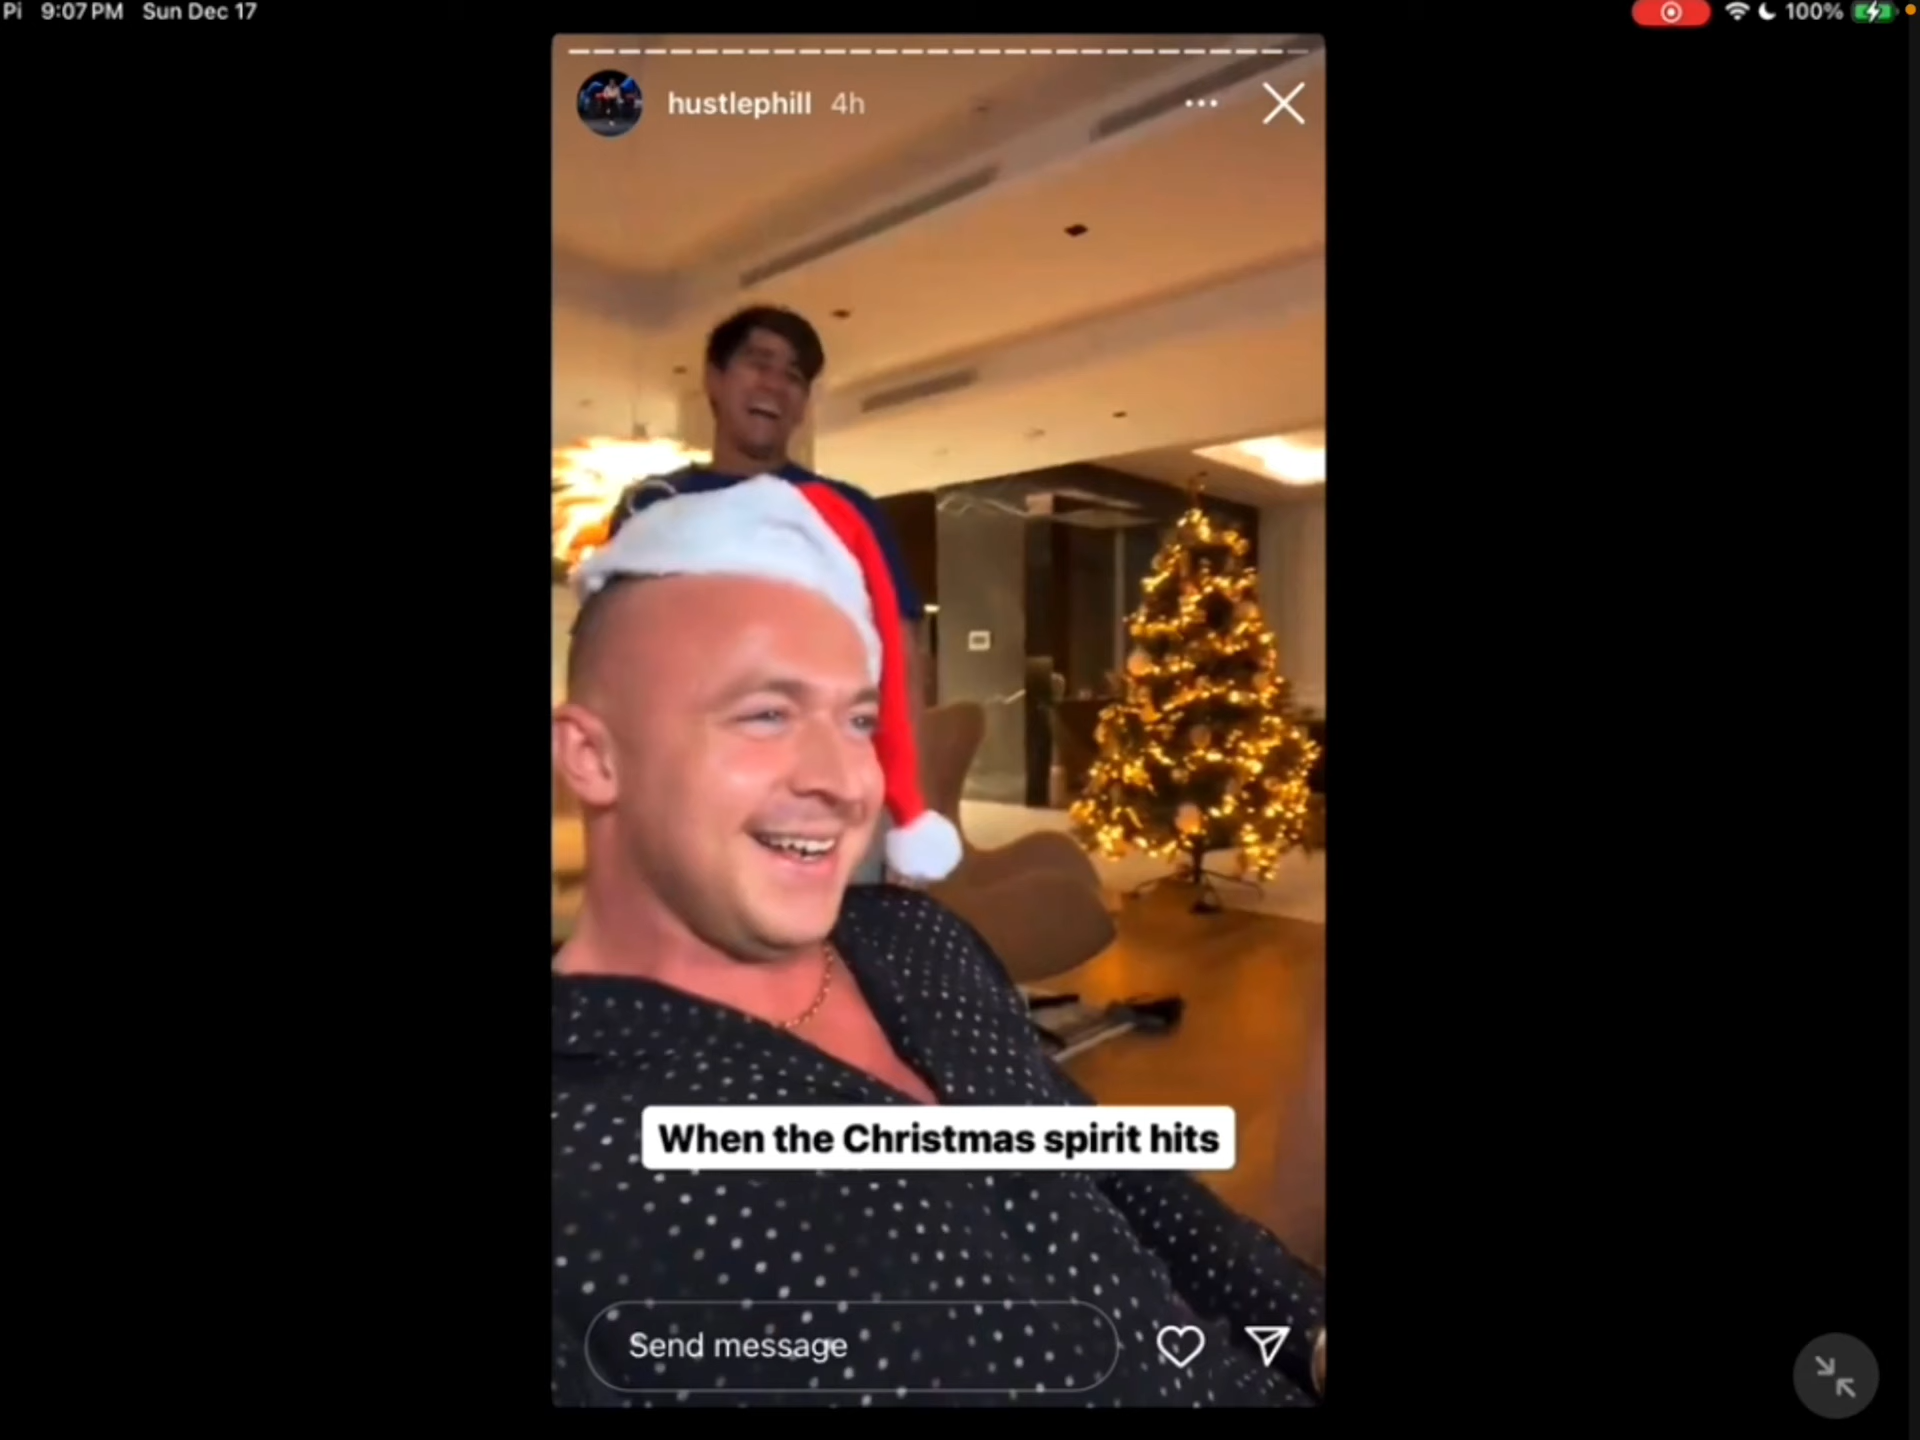 Pi 9:07 PM Sun Dec 17
100%
hustlephill 4h
When the Christmas spirit hits
Send message